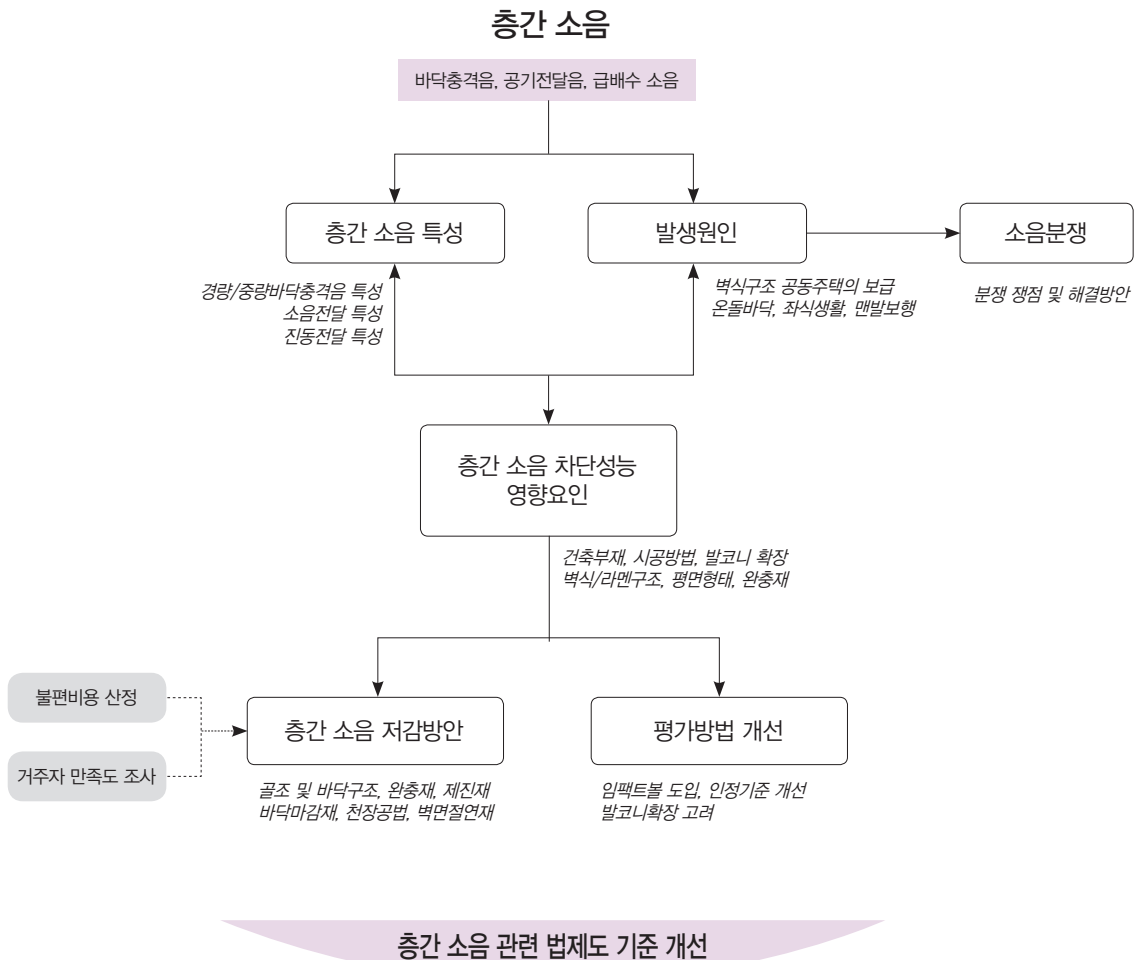 층간 소음
바닥충격음, 공기전달음, 급배수 소음
층간 소음 특성
발생원인
소음분쟁
경량/중량바닥충격음 특성
소음전달 특성
진동전달 특성
벽식구조 공동주택의 보급
온돌바닥, 좌식생활, 맨발보행
분쟁 쟁점 및 해결방안
층간 소음 차단성능
영향요인
건축부재, 시공방법, 발코니 확장
벽식/라멘구조, 평면형태, 완충재
불편비용 산정
거주자 만족도 조사
층간 소음 저감방안
평가방법 개선
골조 및 바닥구조, 완충재, 제진재
바닥마감재, 천장공법, 벽면절연재
임팩트볼 도입, 인정기준 개선
발코니확장 고려
층간 소음 관련 법제도 기준 개선